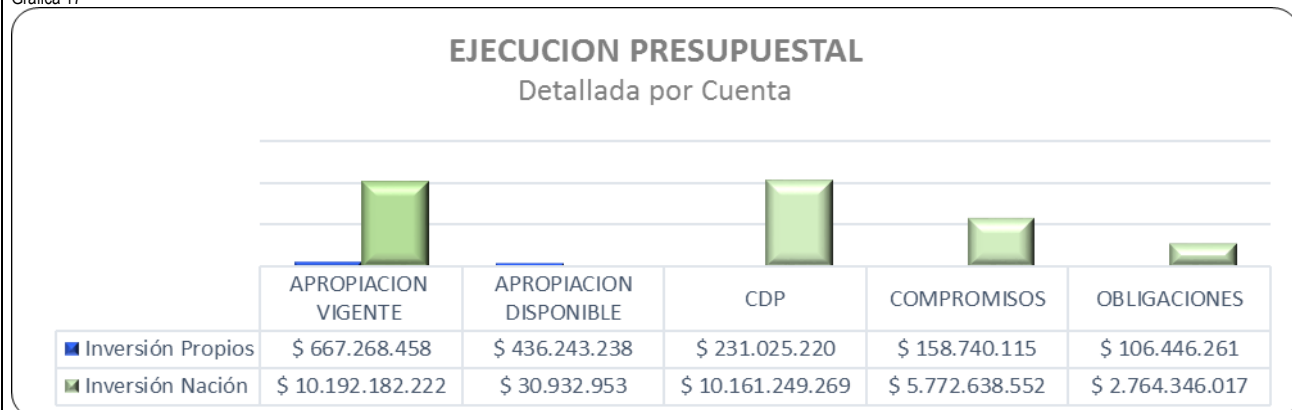 Gráfica 17
EJECUCION PRESUPUESTAL
Detallada por Cuenta
APROPIACION VIGENTE APROPIACION DISPONIBLE CDP COMPROMISOS OBLIGACIONES
Inversión Propios $ 667.268.458 $ 436.243.238 $ 231.025.220 $ 158.740.115 $ 106.446.261
Inversión Nación $ 10.192.182.222 $ 30.932.953 $ 10.161.249.269 $ 5.772.638.552 $ 2.764.346.017